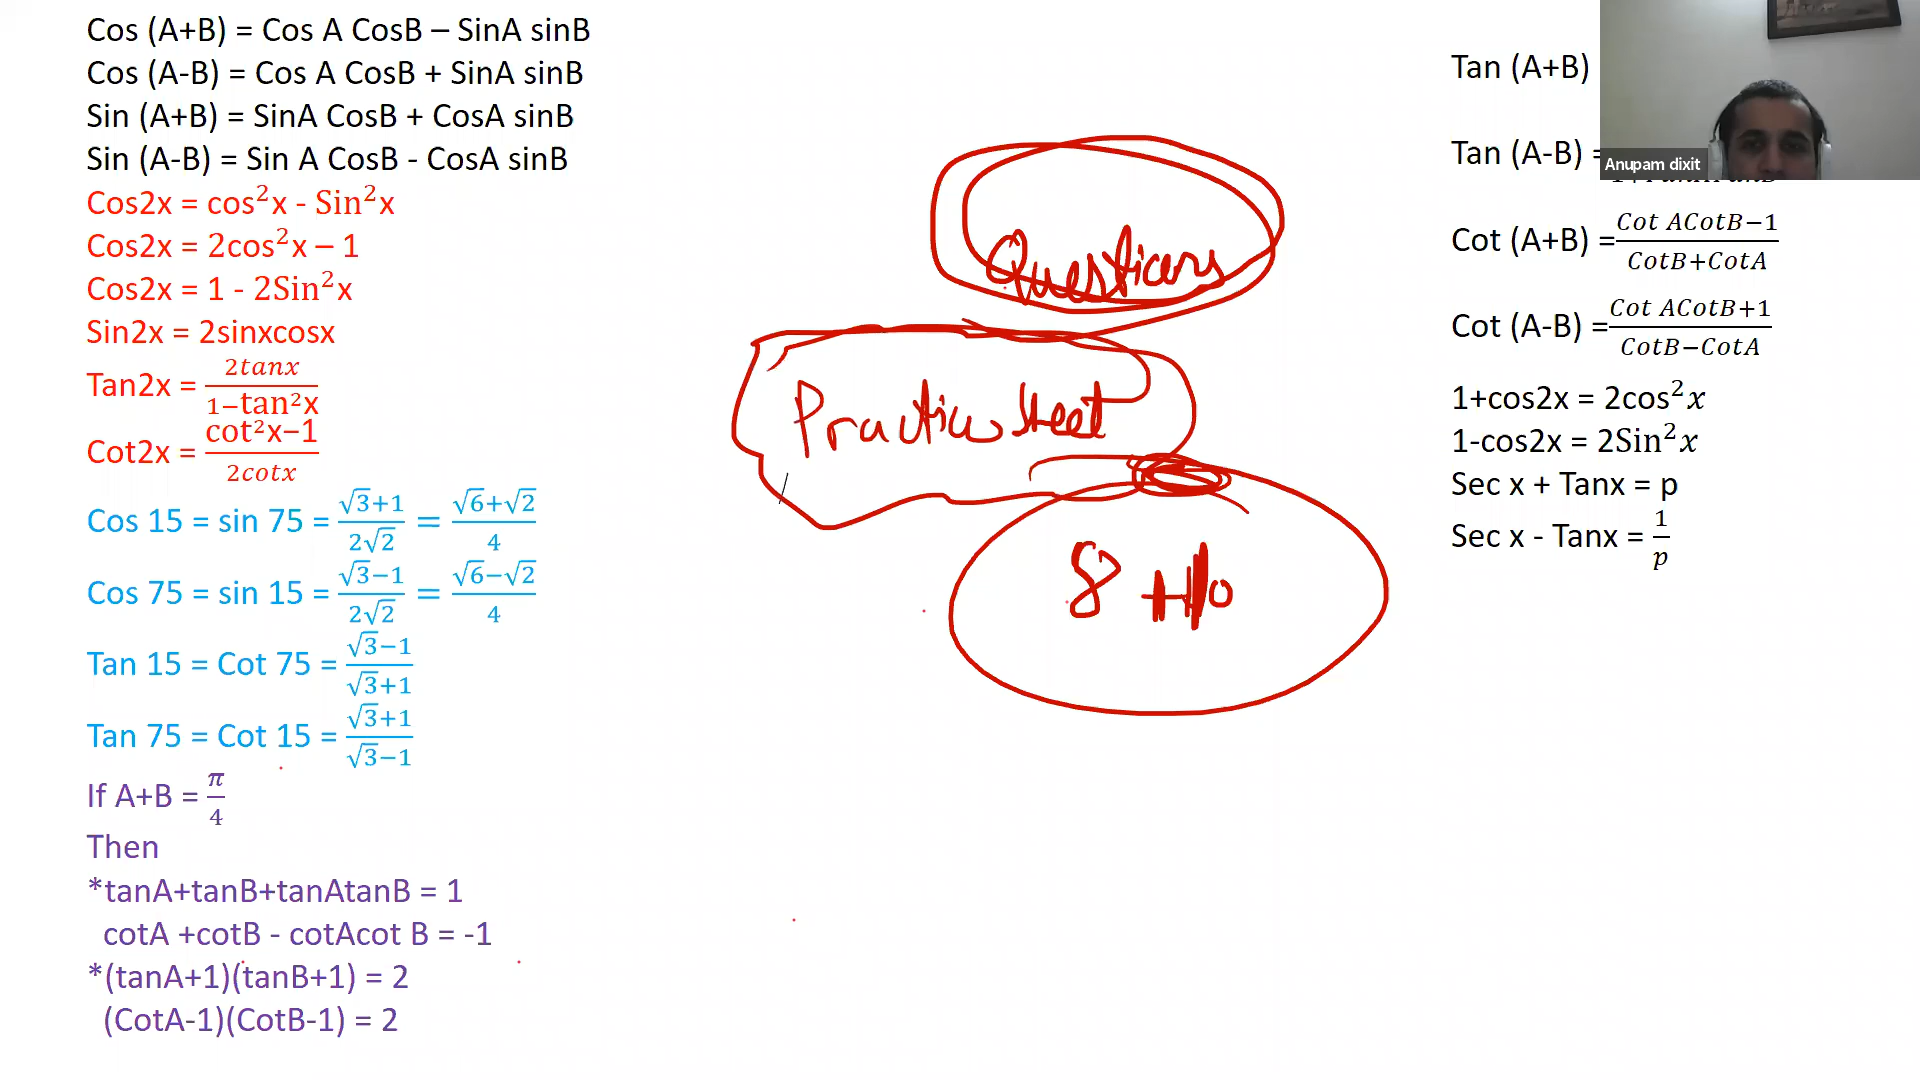 Cos (A+B) = Cos A CosB – SinA sinB
Cos (A-B) = Cos A CosB + SinA sinB
Sin (A+B) = SinA CosB + CosA sinB
Sin (A-B) = Sin A CosB - CosA sinB
Cos2x = cos²x - Sin²x
Cos2x = 2cos²x – 1
Cos2x = 1 - 2Sin²x
Sin2x = 2sinxcosx
Tan2x = 2tanx / 1−tan²x
Cot2x = cot²x−1 / 2cotx
Cos 15 = sin 75 = √3+1 / 2√2 = √6+√2 / 4
Cos 75 = sin 15 = √3−1 / 2√2 = √6−√2 / 4
Tan 15 = Cot 75 = √3−1 / √3+1
Tan 75 = Cot 15 = √3+1 / √3−1
If A+B = π / 4
Then
*tanA+tanB+tanAtanB = 1
cotA +cotB - cotAcot B = -1
*(tanA+1)(tanB+1) = 2
(CotA-1)(CotB-1) = 2
Questions
Practice sheet
8
Tan (A+B)
Tan (A-B) =
Anupam dixit
Cot (A+B) = Cot ACotB−1 / CotB+CotA
Cot (A-B) = Cot ACotB+1 / CotB−CotA
1+cos2x = 2cos²x
1-cos2x = 2Sin²x
Sec x + Tanx = p
Sec x - Tanx = 1 / p